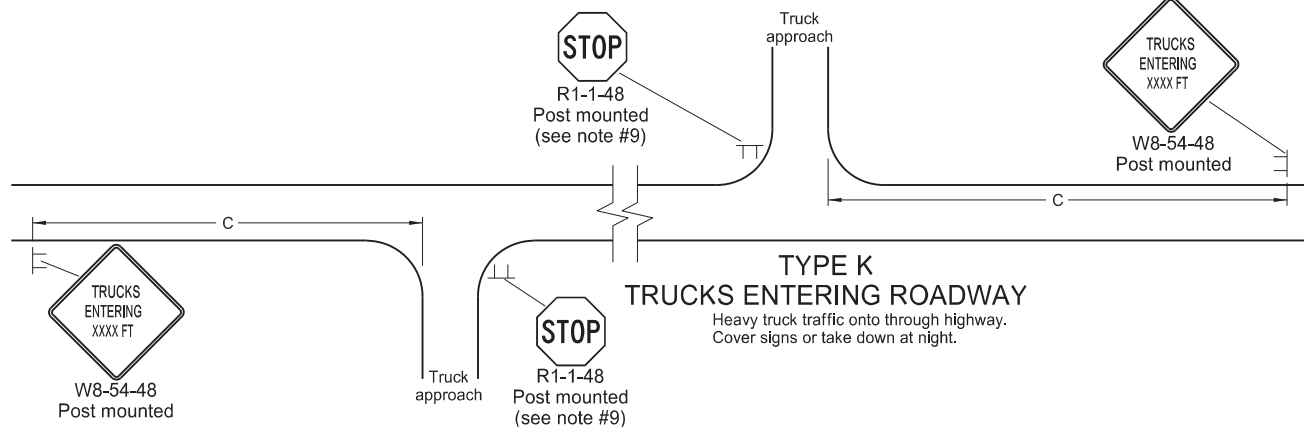 Truck
approach
STOP
R1-1-48
Post mounted
(see note #9)
TRUCKS
ENTERING
XXXX FT
W8-54-48
Post mounted
C
C
TRUCKS
ENTERING
XXXX FT
W8-54-48
Post mounted
Truck
approach
STOP
R1-1-48
Post mounted
(see note #9)
TYPE K
TRUCKS ENTERING ROADWAY
Heavy truck traffic onto through highway.
Cover signs or take down at night.